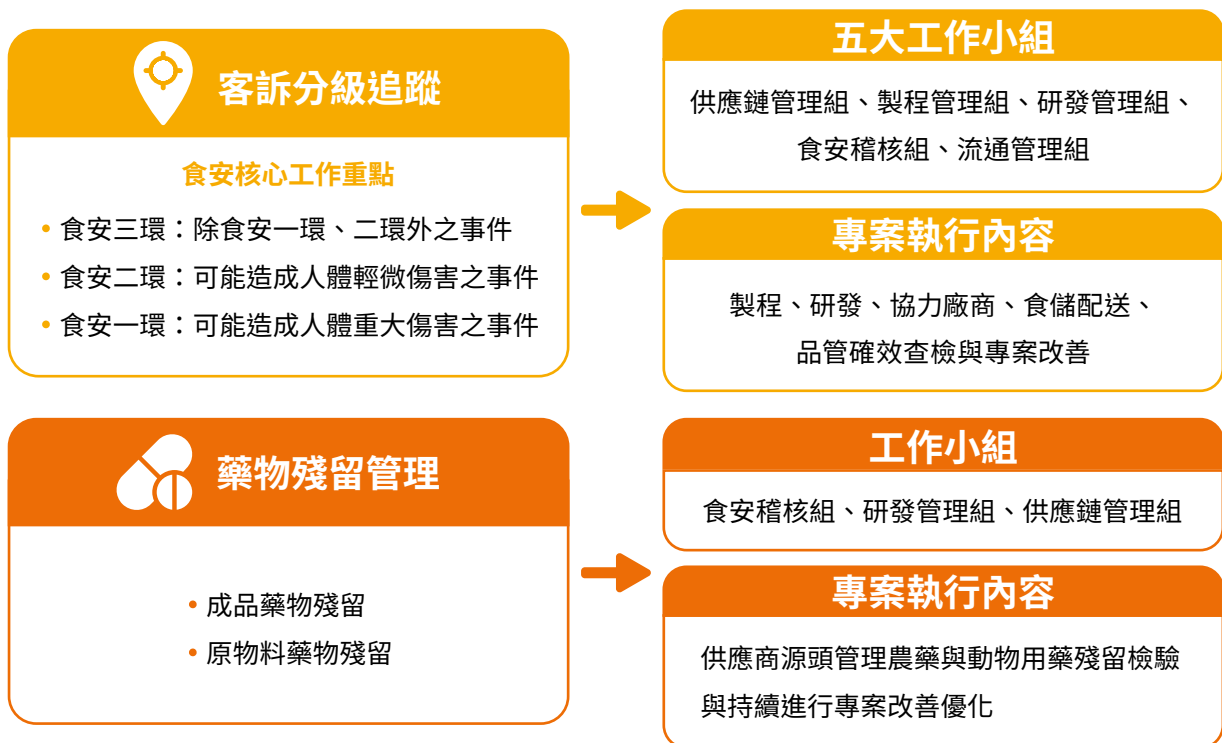 客訴分級追蹤
食安核心工作重點
• 食安三環：除食安一環、二環外之事件
• 食安二環：可能造成人體輕微傷害之事件
• 食安一環：可能造成人體重大傷害之事件
五大工作小組
供應鏈管理組、製程管理組、研發管理組、
食安稽核組、流通管理組
專案執行內容
製程、研發、協力廠商、食儲配送、
品管確效查檢與專案改善
藥物殘留管理
• 成品藥物殘留
• 原物料藥物殘留
工作小組
食安稽核組、研發管理組、供應鏈管理組
專案執行內容
供應商源頭管理農藥與動物用藥殘留檢驗
與持續進行專案改善優化